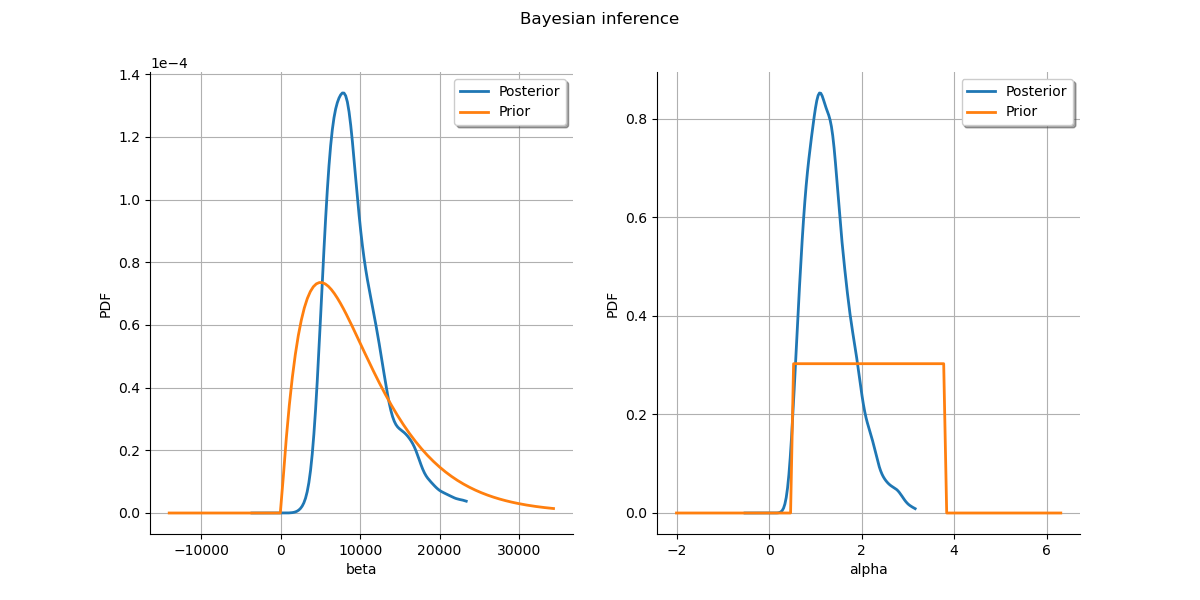 Bayesian inference
1e−4
1.4
1.2
1.0
0.8
0.6
0.4
0.2
0.0
PDF
−10000 0 10000 20000 30000
beta
Posterior
Prior
0.8
0.6
0.4
0.2
0.0
PDF
−2 0 2 4 6
alpha
Posterior
Prior